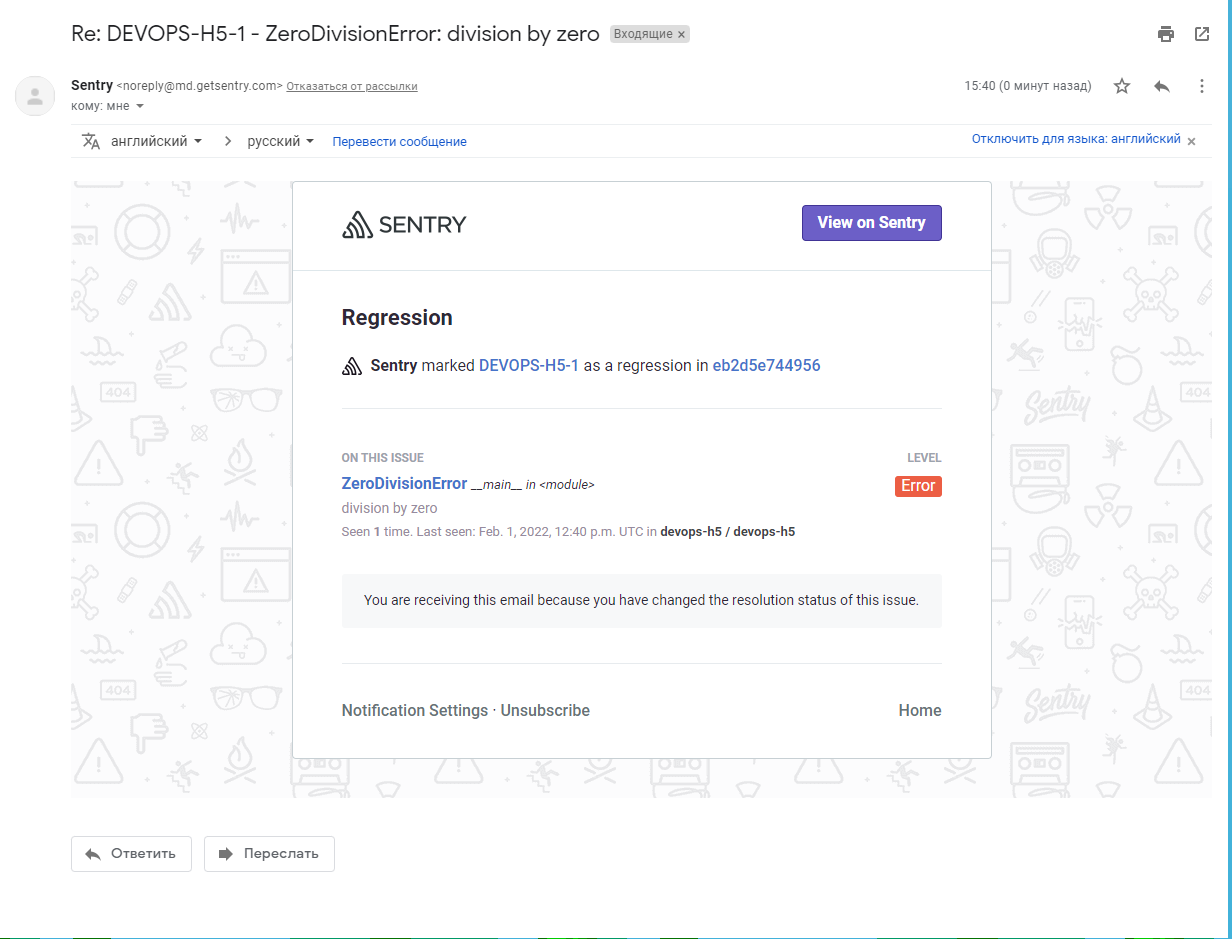 Re: DEVOPS-H5-1 - ZeroDivisionError: division by zero Входящие ×
Sentry <noreply@md.getsentry.com> Отказаться от рассылки 15:40 (0 минут назад)
кому: мне
английский > русский Перевести сообщение Отключить для языка: английский ×
SENTRY View on Sentry
Regression
Sentry marked DEVOPS-H5-1 as a regression in eb2d5e744956
ON THIS ISSUE LEVEL
ZeroDivisionError __main__ in <module> Error
division by zero
Seen 1 time. Last seen: Feb. 1, 2022, 12:40 p.m. UTC in devops-h5 / devops-h5
You are receiving this email because you have changed the resolution status of this issue.
Notification Settings · Unsubscribe Home
404
404
Sentry
404
404
Sentry
Ответить Переслать